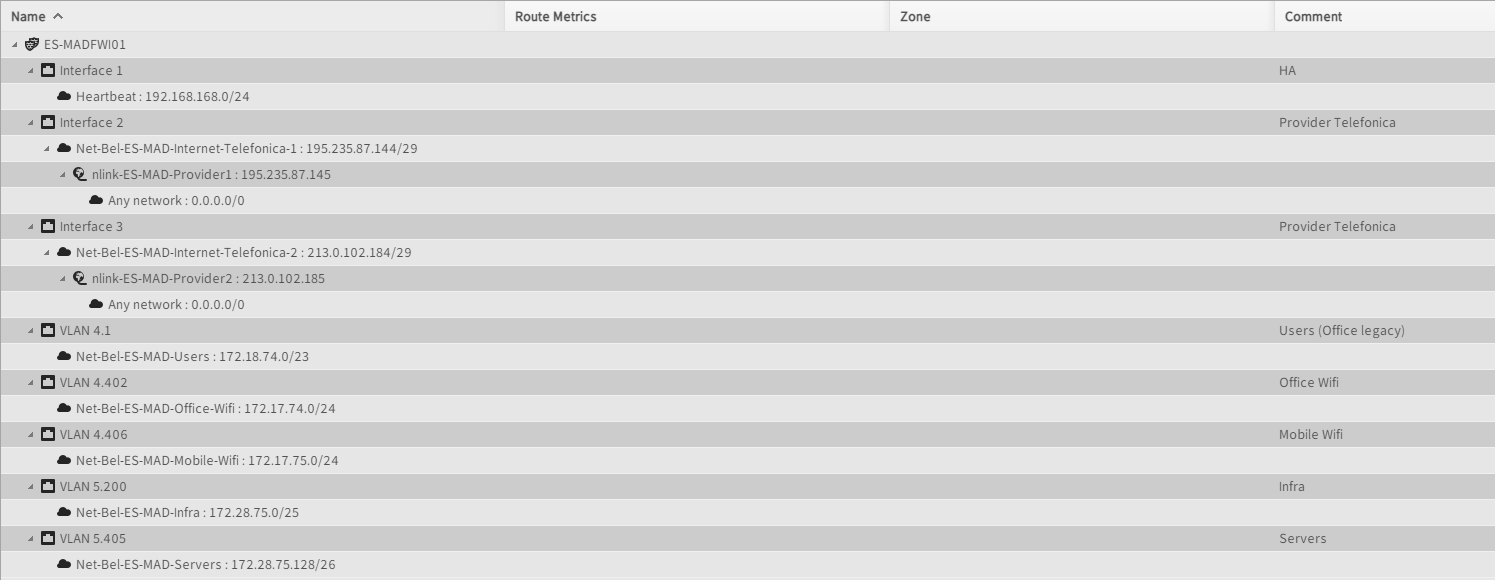 Name Route Metrics Zone Comment
ES-MADFWI01
Interface 1 HA
Heartbeat : 192.168.168.0/24
Interface 2 Provider Telefonica
Net-Bel-ES-MAD-Internet-Telefonica-1 : 195.235.87.144/29
nlink-ES-MAD-Provider1 : 195.235.87.145
Any network : 0.0.0.0/0
Interface 3 Provider Telefonica
Net-Bel-ES-MAD-Internet-Telefonica-2 : 213.0.102.184/29
nlink-ES-MAD-Provider2 : 213.0.102.185
Any network : 0.0.0.0/0
VLAN 4.1 Users (Office legacy)
Net-Bel-ES-MAD-Users : 172.18.74.0/23
VLAN 4.402 Office Wifi
Net-Bel-ES-MAD-Office-Wifi : 172.17.74.0/24
VLAN 4.406 Mobile Wifi
Net-Bel-ES-MAD-Mobile-Wifi : 172.17.75.0/24
VLAN 5.200 Infra
Net-Bel-ES-MAD-Infra : 172.28.75.0/25
VLAN 5.405 Servers
Net-Bel-ES-MAD-Servers : 172.28.75.128/26